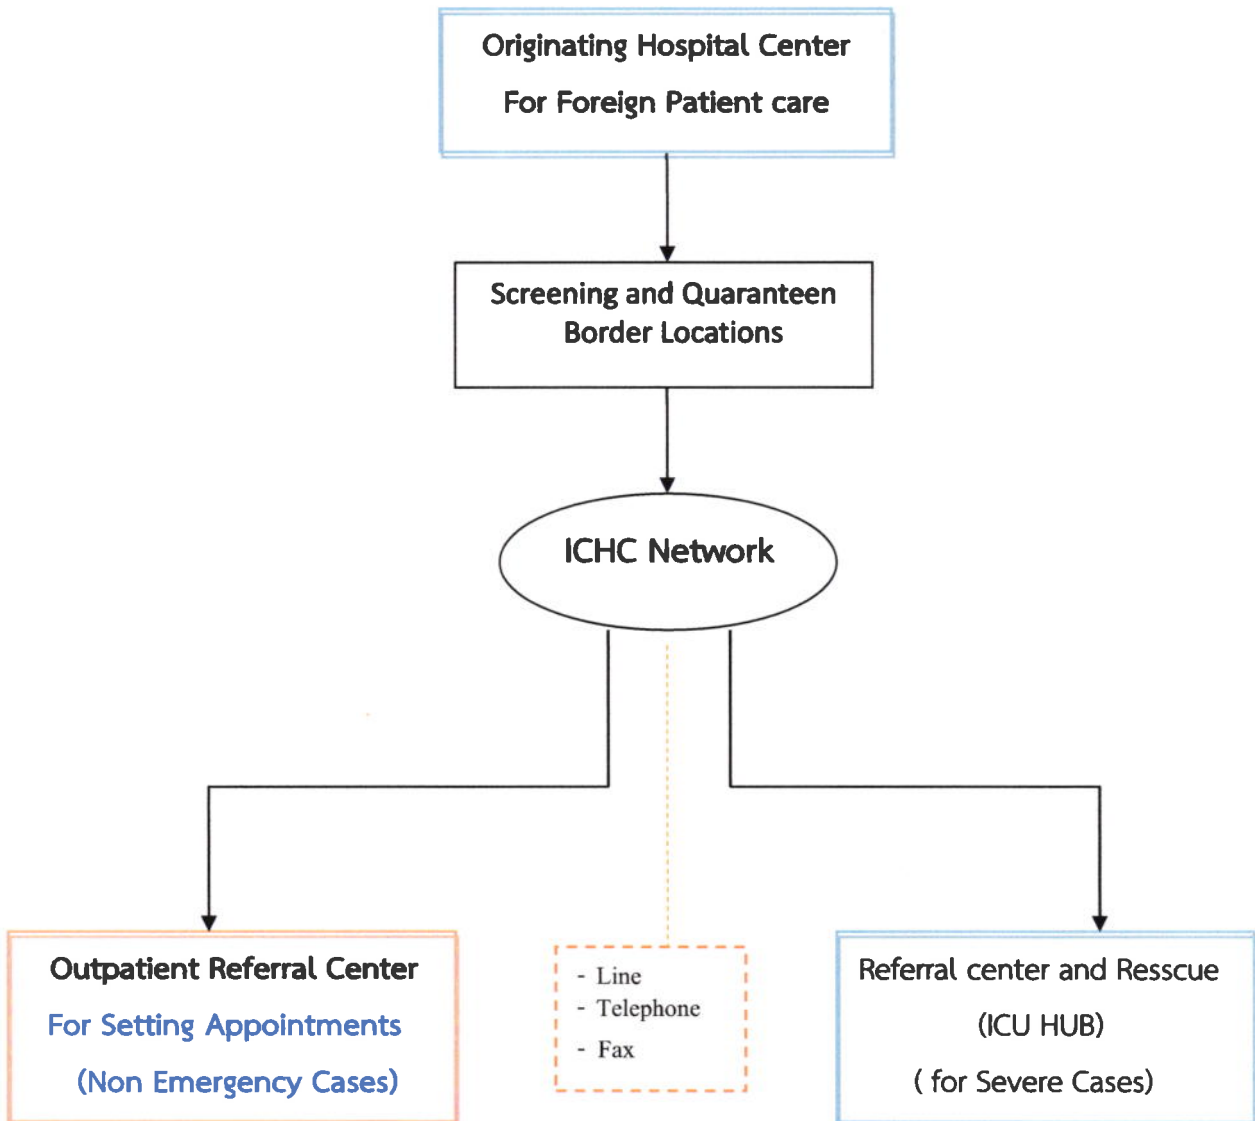 Originating Hospital Center
For Foreign Patient care
Screening and Quaranteen
Border Locations
ICHC Network
Outpatient Referral Center
For Setting Appointments
(Non Emergency Cases)
- Line
- Telephone
- Fax
Referral center and Resscue
(ICU HUB)
( for Severe Cases)